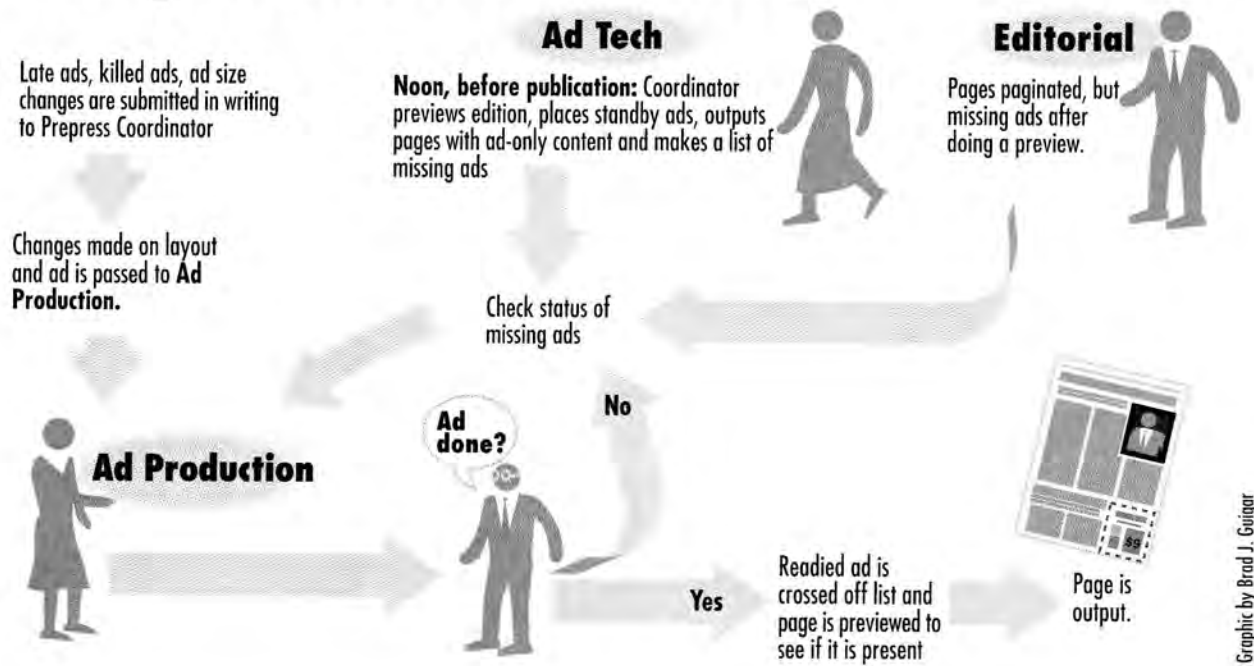 Late ads, killed ads, ad size
changes are submitted in writing
to Prepress Coordinator
Changes made on layout
and ad is passed to Ad
Production.
Ad Tech
Noon, before publication: Coordinator
previews edition, places standby ads, outputs
pages with ad-only content and makes a list of
missing ads
Editorial
Pages paginated, but
missing ads after
doing a preview.
Check status of
missing ads
Ad Production
Ad
done?
No
Yes
Readied ad is
crossed off list and
page is previewed to
see if it is present
$9
Page is
output.
Graphic by Brad J. Guigar